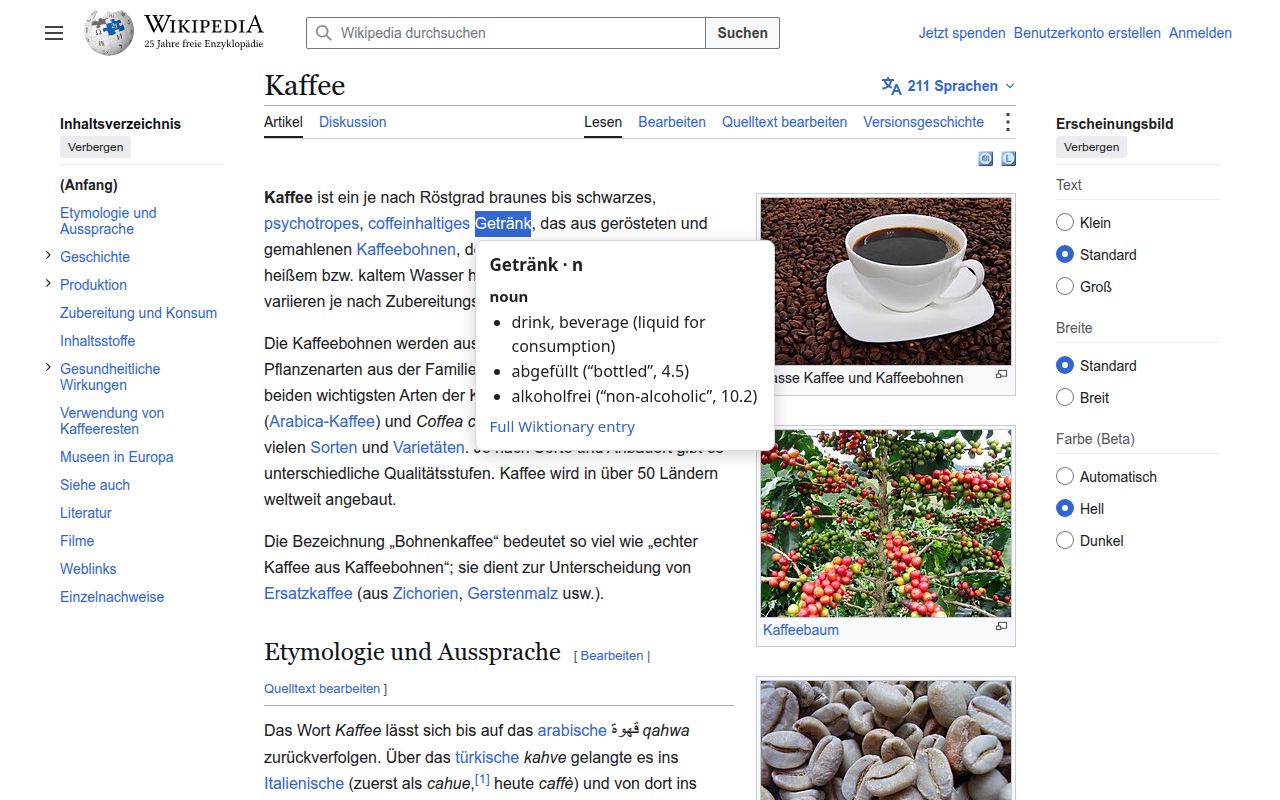 WIKIPEDIA
25 Jahre freie Enzyklopädie
Wikipedia durchsuchen
Suchen
Jetzt spenden
Benutzerkonto erstellen
Anmelden
Kaffee
211 Sprachen
Artikel
Diskussion
Lesen
Bearbeiten
Quelltext bearbeiten
Versionsgeschichte
Inhaltsverzeichnis
Verbergen
(Anfang)
Etymologie und
Aussprache
Geschichte
Produktion
Zubereitung und Konsum
Inhaltsstoffe
Gesundheitliche
Wirkungen
Verwendung von
Kaffeeresten
Museen in Europa
Siehe auch
Literatur
Filme
Weblinks
Einzelnachweise
Kaffee ist ein je nach Röstgrad braunes bis schwarzes,
psychotropes, coffeinhaltiges Getränk, das aus gerösteten und
gemahlenen Kaffeebohnen,
heißem bzw. kaltem Wasser
variieren je nach
Die Kaffeebohnen werden
Pflanzenarten aus der Familie
beiden wichtigsten Arten der
(Arabica-Kaffee) und Coffea
vielen Sorten und Varietäten. Je nach Sorte und Anbauort gibt es
unterschiedliche Qualitätsstufen. Kaffee wird in über 50 Ländern
weltweit angebaut.
Getränk · n
noun
• drink, beverage (liquid for
consumption)
• abgefüllt (“bottled”, 4.5)
• alkoholfrei (“non-alcoholic”, 10.2)
Full Wiktionary entry
Die Bezeichnung „Bohnenkaffee“ bedeutet so viel wie „echter
Kaffee aus Kaffeebohnen“; sie dient zur Unterscheidung von
Ersatzkaffee (aus Zichorien, Gerstenmalz usw.).
Etymologie und Aussprache [ Bearbeiten |
Quelltext bearbeiten ]
Das Wort Kaffee lässt sich bis auf das arabische قهوة qahwa
zurückverfolgen. Über das türkische kahve gelangte es ins
Italienische (zuerst als cahue,[1] heute caffè) und von dort ins
Kaffee und Kaffeebohnen
Kaffeebaum
Erscheinungsbild
Verbergen
Text
Klein
Standard
Groß
Breite
Standard
Breit
Farbe (Beta)
Automatisch
Hell
Dunkel